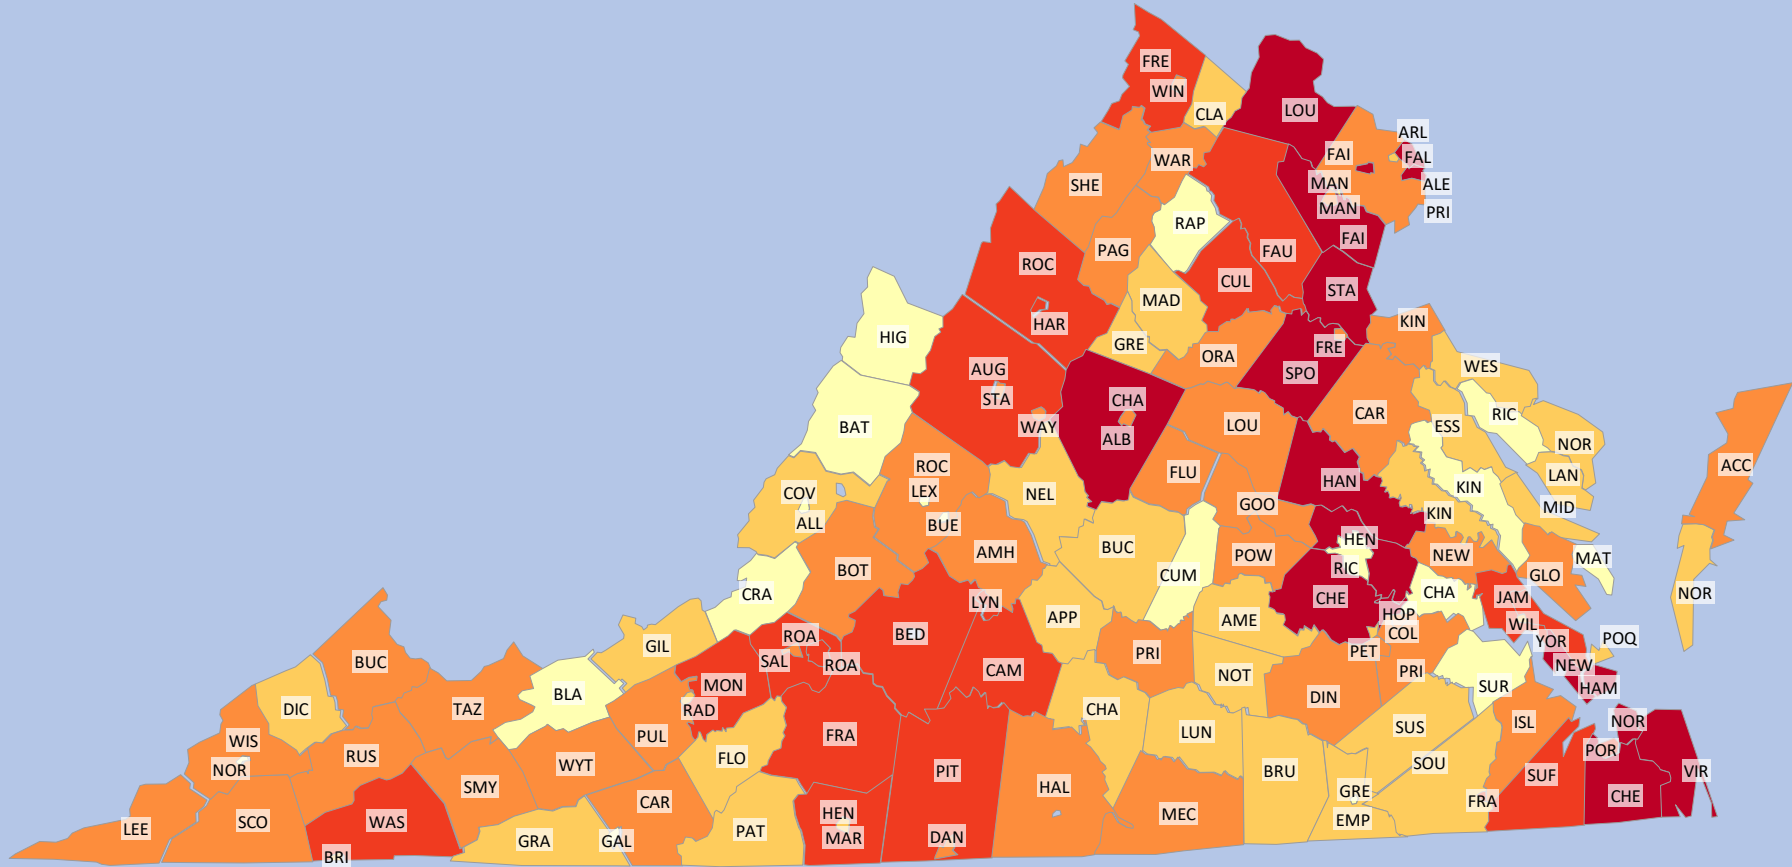 FRE
WIN
CLA
LOU
ARL
FAI
FAL
WAR
MAN
ALE
SHE
MAN
PRI
RAP
FAI
PAG
FAU
ROC
CUL
STA
MAD
HAR
KIN
HIG
GRE
FRE
ORA
AUG
WES
SPO
STA
CHA
CAR
RIC
BAT
WAY
ALB
LOU
ESS
NOR
ROC
FLU
ACC
LAN
COV
LEX
NEL
HAN
KIN
GOO
MID
ALL
BUE
KIN
HEN
BUC
AMH
POW
NEW
MAT
BOT
CUM
RIC
GLO
CRA
CHE
CHA
NOR
LYN
JAM
HOP
APP
AME
WIL
BED
ROA
COL
YOR
POQ
GIL
PET
SAL
ROA
PRI
NEW
BUC
CAM
NOT
PRI
MON
SUR
HAM
BLA
DIN
DIC
TAZ
RAD
CHA
ISL
NOR
SUS
LUN
WIS
PUL
FRA
POR
RUS
FLO
SOU
NOR
WYT
PIT
BRU
VIR
SUF
SMY
HAL
GRE
CHE
CAR
FRA
HEN
MEC
SCO
WAS
EMP
LEE
PAT
MAR
DAN
GRA
GAL
BRI